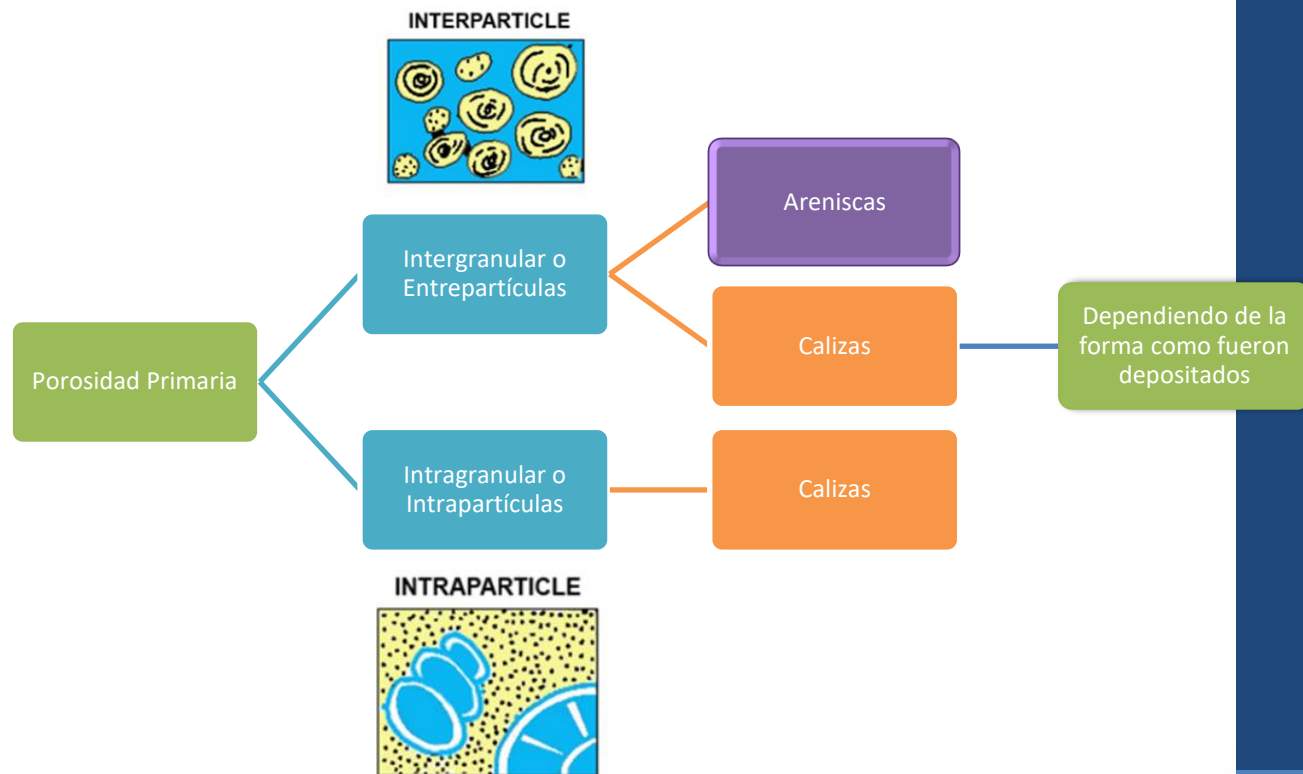 INTERPARTICLE
Areniscas
Intergranular o
Entrepartículas
Calizas
Dependiendo de la
forma como fueron
depositados
Porosidad Primaria
Intragranular o
Intrapartículas
Calizas
INTRAPARTICLE